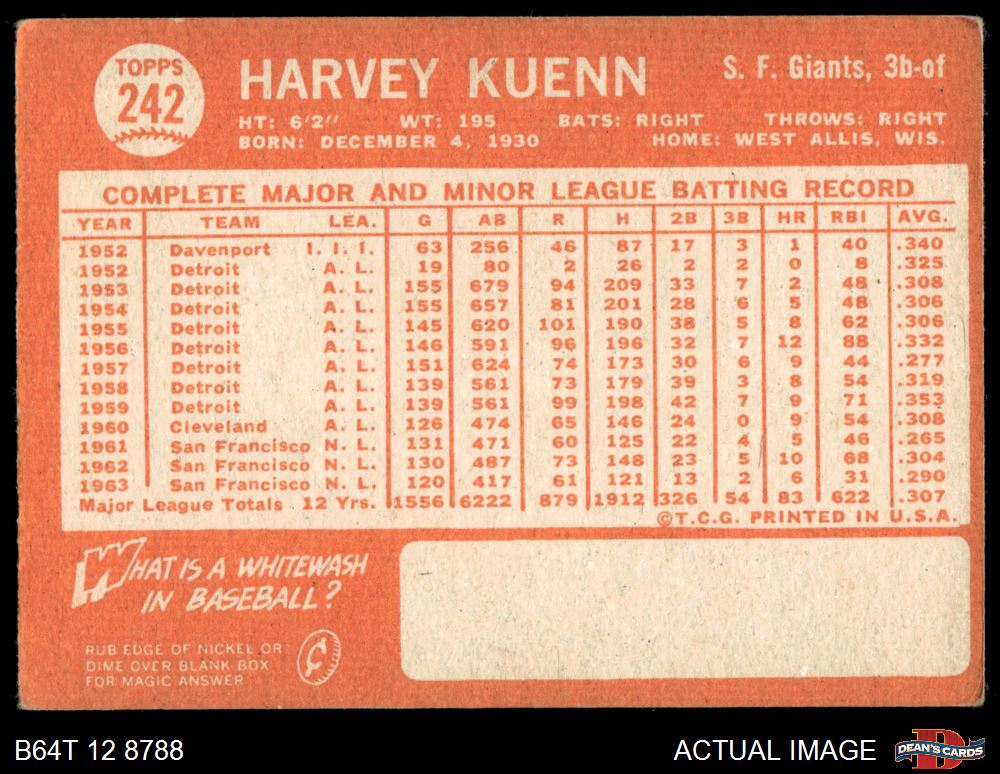 TOPPS
242
HARVEY KUENN
S. F. Giants, 3b-of
HT: 6'2" WT: 195 BATS: RIGHT THROWS: RIGHT
BORN: DECEMBER 4, 1930 HOME: WEST ALLIS, WIS.
COMPLETE MAJOR AND MINOR LEAGUE BATTING RECORD
YEAR TEAM LEA. G AB R H 2B 3B HR RBI AVG.
1952 Davenport I. I. I. 63 256 46 87 17 3 1 40 .340
1952 Detroit A. L. 19 80 2 26 2 2 0 8 .325
1953 Detroit A. L. 155 679 94 209 33 7 2 48 .308
1954 Detroit A. L. 155 657 81 201 28 6 5 48 .306
1955 Detroit A. L. 145 620 101 190 38 5 8 62 .306
1956 Detroit A. L. 146 591 96 196 32 7 12 88 .332
1957 Detroit A. L. 151 624 74 173 30 6 9 44 .277
1958 Detroit A. L. 139 561 73 179 39 3 8 54 .319
1959 Detroit A. L. 139 561 99 198 42 7 9 71 .353
1960 Cleveland A. L. 126 474 65 146 24 0 9 54 .308
1961 San Francisco N. L. 131 471 60 125 22 4 5 46 .265
1962 San Francisco N. L. 130 487 73 148 23 5 10 68 .304
1963 San Francisco N. L. 120 417 61 121 13 2 6 31 .290
Major League Totals 12 Yrs. 1556 6222 879 1912 326 54 83 622 .307
©T.C.G. PRINTED IN U.S.A.
WHAT IS A WHITEWASH
IN BASEBALL?
RUB EDGE OF NICKEL OR
DIME OVER BLANK BOX
FOR MAGIC ANSWER
¢
B64T 12 8788
ACTUAL IMAGE
D
DEAN'S CARDS